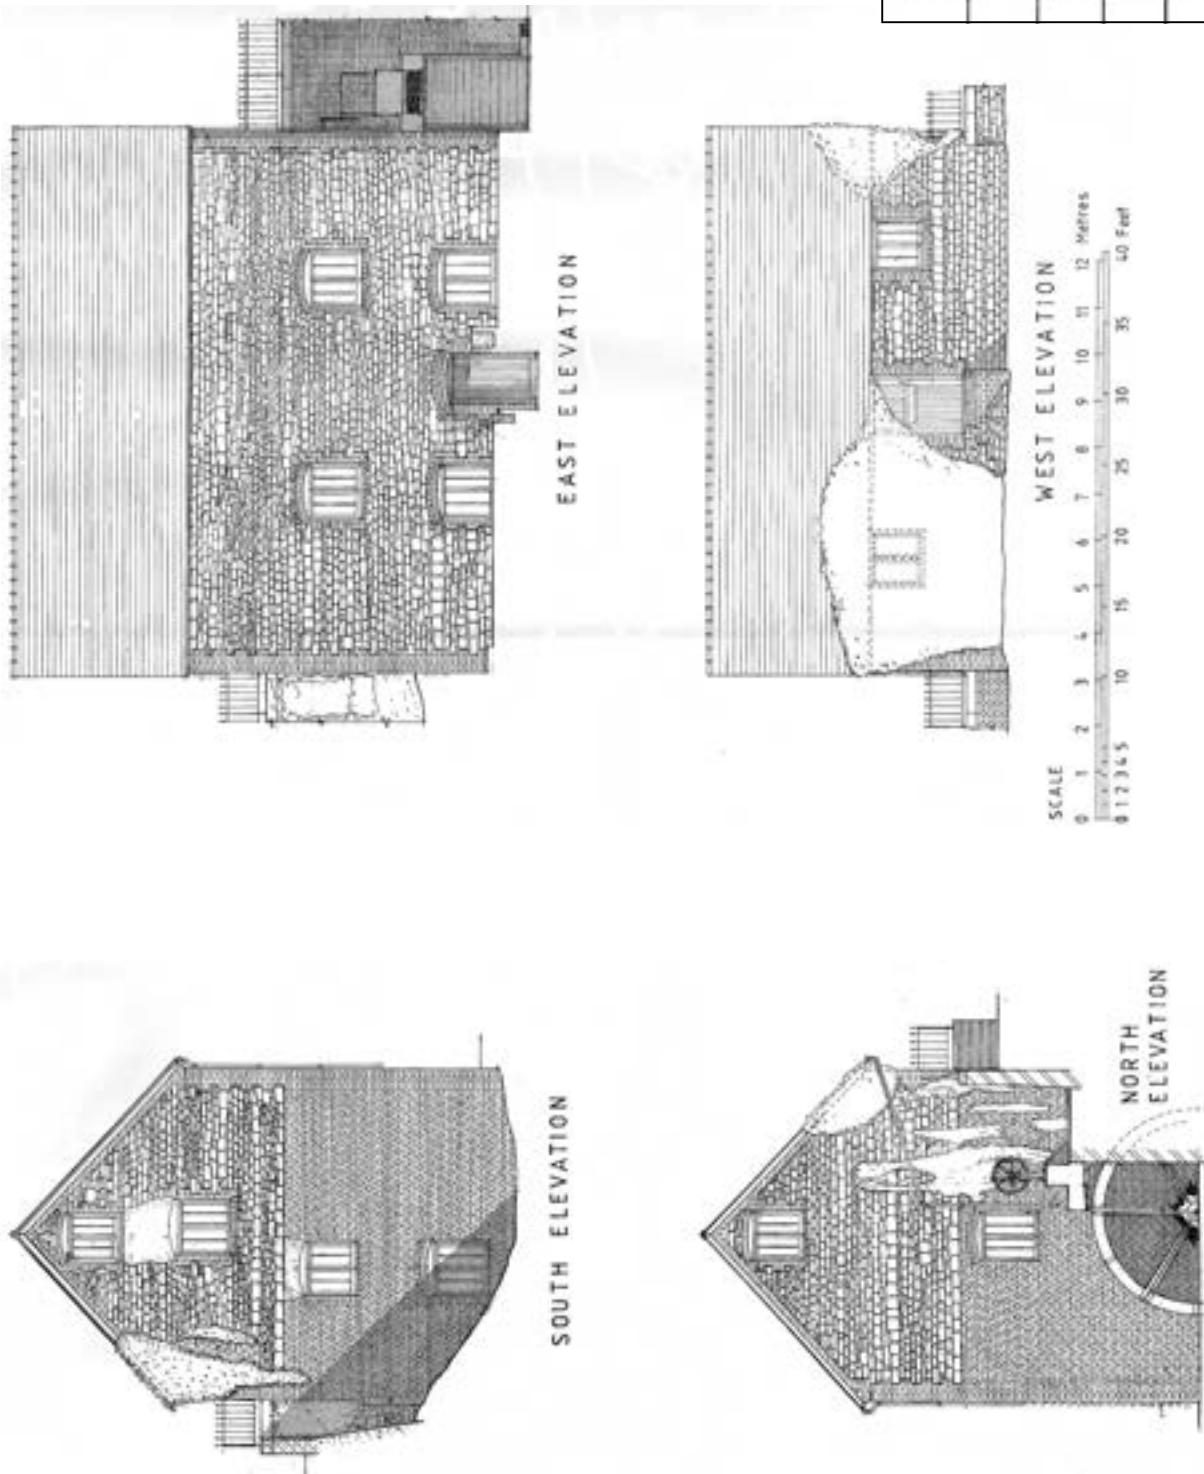 EAST ELEVATION
WEST ELEVATION
SCALE
0 1 2 3 4 5 6 7 8 9 10 11 12 Metres
0 1 2 3 4 5 10 15 20 25 30 35 40 Feet
SOUTH ELEVATION
NORTH
ELEVATION